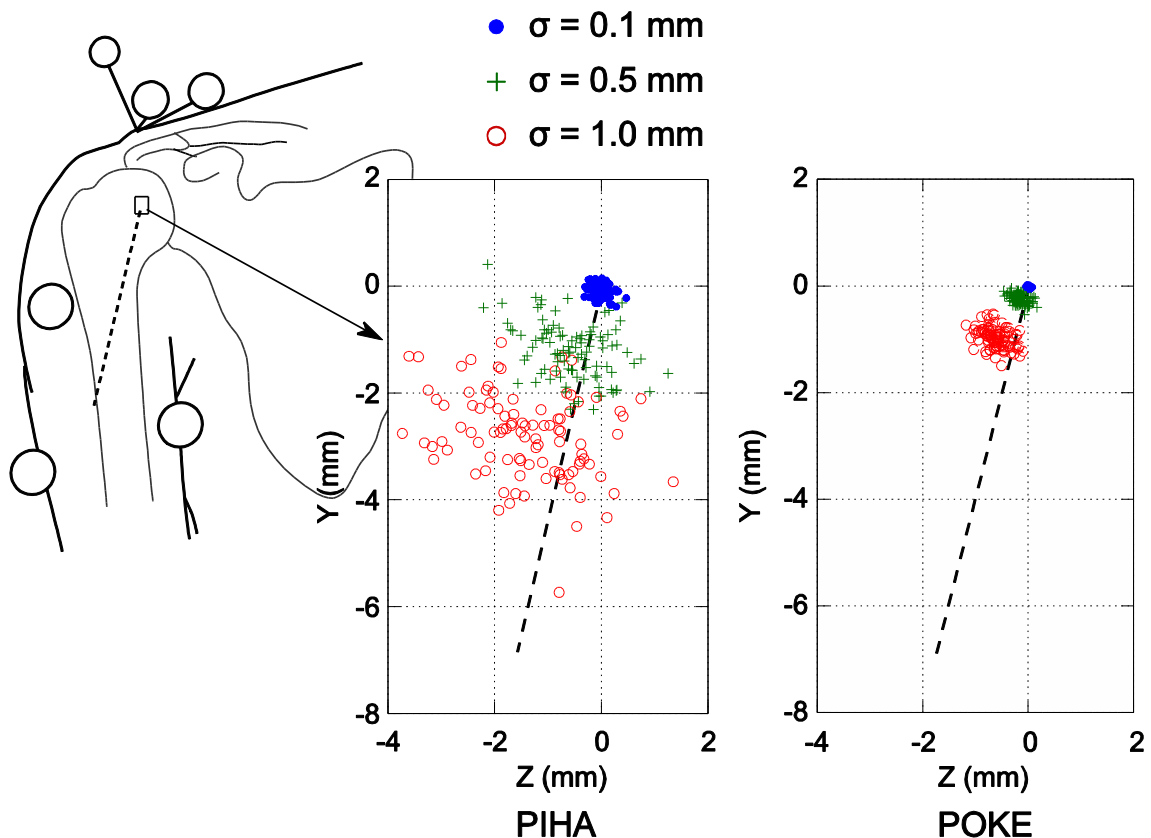 σ = 0.1 mm
σ = 0.5 mm
σ = 1.0 mm
2
0
-2
-4
-6
-8
Y (mm)
-4
-2
0
2
Z (mm)
PIHA
2
0
-2
-4
-6
-8
Y (mm)
-4
-2
0
2
Z (mm)
POKE